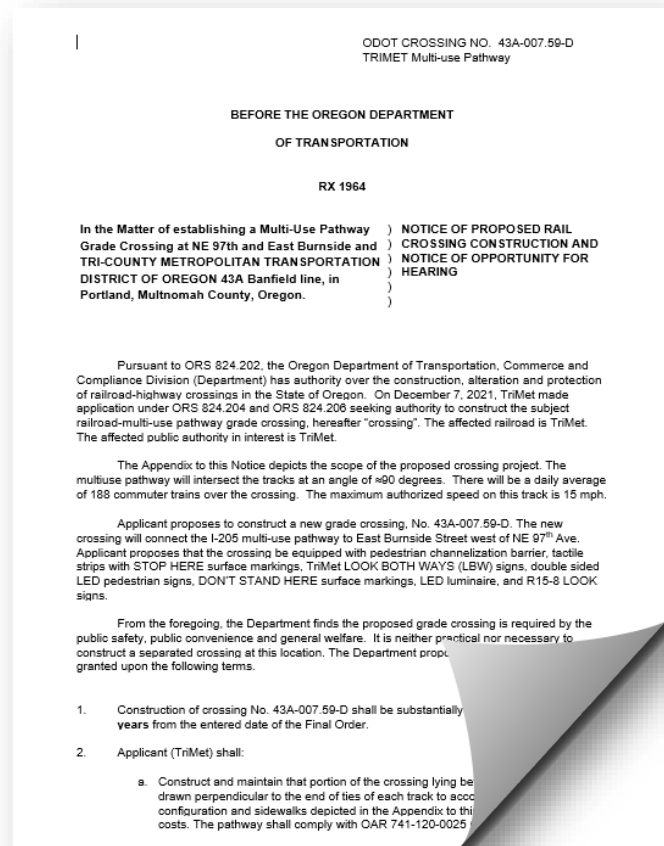 ODOT CROSSING NO. 43A-007.59-D
TRIMET Multi-use Pathway
BEFORE THE OREGON DEPARTMENT
OF TRANSPORTATION
RX 1964
In the Matter of establishing a Multi-Use Pathway
Grade Crossing at NE 97th and East Burnside and
TRI-COUNTY METROPOLITAN TRANSPORTATION
DISTRICT OF OREGON 43A Banfield line, in
Portland, Multnomah County, Oregon.
)
)
)
)
)
)
NOTICE OF PROPOSED RAIL
CROSSING CONSTRUCTION AND
NOTICE OF OPPORTUNITY FOR
HEARING
Pursuant to ORS 824.202, the Oregon Department of Transportation, Commerce and
Compliance Division (Department) has authority over the construction, alteration and protection
of railroad-highway crossings in the State of Oregon. On December 7, 2021, TriMet made
application under ORS 824.204 and ORS 824.206 seeking authority to construct the subject
railroad-multi-use pathway grade crossing, hereafter "crossing". The affected railroad is TriMet.
The affected public authority in interest is TriMet.
The Appendix to this Notice depicts the scope of the proposed crossing project. The
multiuse pathway will intersect the tracks at an angle of ≈90 degrees. There will be a daily average
of 188 commuter trains over the crossing. The maximum authorized speed on this track is 15 mph.
Applicant proposes to construct a new grade crossing, No. 43A-007.59-D. The new
crossing will connect the I-205 multi-use pathway to East Burnside Street west of NE 97th Ave.
Applicant proposes that the crossing be equipped with pedestrian channelization barrier, tactile
strips with STOP HERE surface markings, TriMet LOOK BOTH WAYS (LBW) signs, double sided
LED pedestrian signs, DON'T STAND HERE surface markings, LED luminaire, and R15-8 LOOK
signs.
From the foregoing, the Department finds the proposed grade crossing is required by the
public safety, public convenience and general welfare. It is neither practical nor necessary to
construct a separated crossing at this location. The Department
granted upon the following terms.
1. Construction of crossing No. 43A-007.59-D shall be substantially
years from the entered date of the Final Order.
2. Applicant (TriMet) shall:
a. Construct and maintain that portion of the crossing lying
drawn perpendicular to the end of ties of each track to
configuration and sidewalks depicted in the Appendix to
costs. The pathway shall comply with OAR 741-120-0025